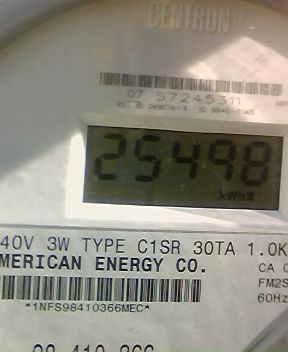 CENTRON
07 57245311
25498
kWh
40V 3W TYPE C1SR 30TA 1.0K
MERICAN ENERGY CO.
CA 0
FM2S
60Hz
*1NFS98410366MEC*